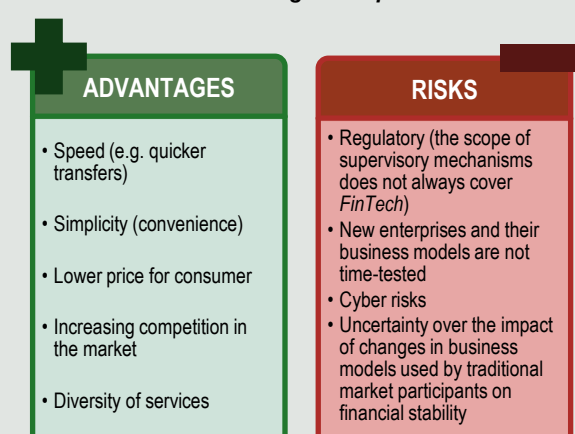 ADVANTAGES
• Speed (e.g. quicker
transfers)
• Simplicity (convenience)
• Lower price for consumer
• Increasing competition in
the market
• Diversity of services
RISKS
• Regulatory (the scope of
supervisory mechanisms
does not always cover
FinTech)
• New enterprises and their
business models are not
time-tested
• Cyber risks
• Uncertainty over the impact
of changes in business
models used by traditional
market participants on
financial stability